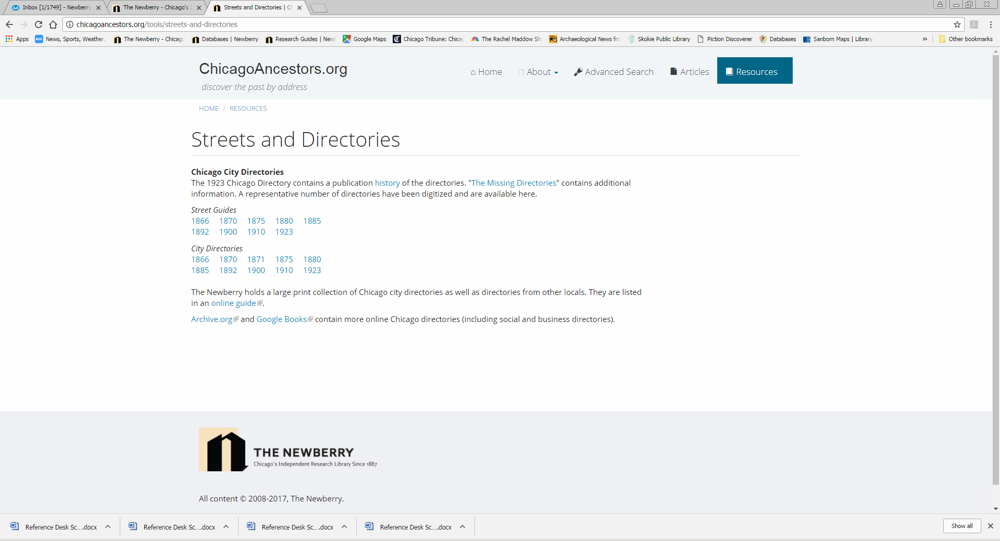 Inbox [1/1749] - Newberry
The Newberry - Chicago's
Streets and Directories | Ch
chicagoancestors.org/tools/streets-and-directories
Apps
Aol. News, Sports, Weather,
The Newberry - Chicago
Databases | Newberry
Research Guides | New
Google Maps
Chicago Tribune: Chicag
The Rachel Maddow Sh
Archaeological News fro
Skokie Public Library
Piction Discoverer
Databases
Sanborn Maps | Library
»
Other bookmarks
ChicagoAncestors.org
discover the past by address
Home
About
Advanced Search
Articles
Resources
HOME / RESOURCES
Streets and Directories
Chicago City Directories
The 1923 Chicago Directory contains a publication history of the directories. "The Missing Directories" contains additional
information. A representative number of directories have been digitized and are available here.
Street Guides
1866 1870 1875 1880 1885
1892 1900 1910 1923
City Directories
1866 1870 1871 1875 1880
1885 1892 1900 1910 1923
The Newberry holds a large print collection of Chicago city directories as well as directories from other locals. They are listed
in an online guide.
Archive.org and Google Books contain more online Chicago directories (including social and business directories).
THE NEWBERRY
Chicago's Independent Research Library Since 1887
All content © 2008-2017, The Newberry.
Reference Desk Sc....docx
Reference Desk Sc....docx
Reference Desk Sc....docx
Reference Desk Sc....docx
Show all